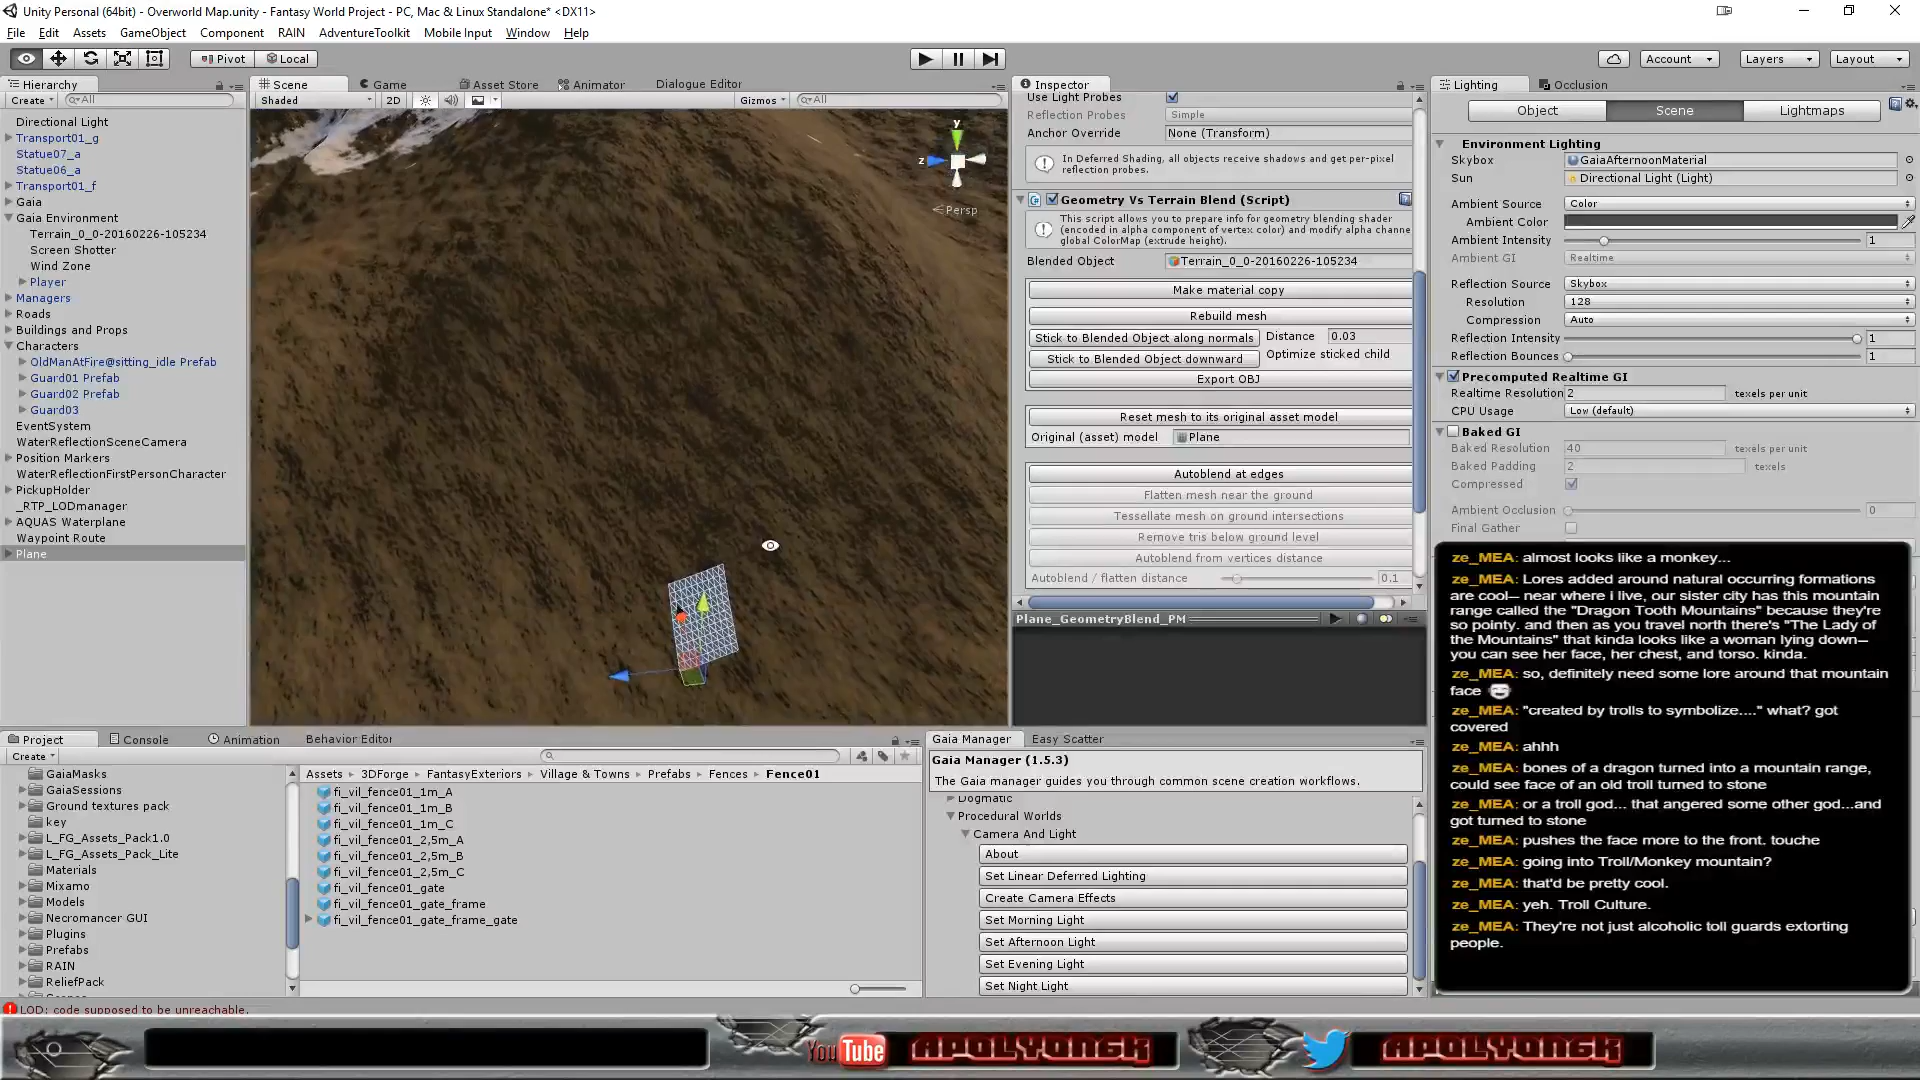 Unity Personal (64bit) - Overworld Map.unity - Fantasy World Project - PC, Mac & Linux Standalone* <DX11>
File Edit Assets GameObject Component RAIN AdventureToolkit Mobile Input Window Help
Pivot Local Account Layers Layout
Hierarchy
Create All
Directional Light
Transport01_g
Statue07_a
Statue06_a
Transport01_f
Gaia
Gaia Environment
Terrain_0_0-20160226-105234
Screen Shotter
Wind Zone
Player
Managers
Roads
Buildings and Props
Characters
OldManAtFire@sitting_idle Prefab
Guard01 Prefab
Guard02 Prefab
Guard03
EventSystem
WaterReflectionSceneCamera
Position Markers
WaterReflectionFirstPersonCharacter
PickupHolder
_RTP_LODmanager
AQUAS Waterplane
Waypoint Route
Plane
Scene Game Asset Store Animator Dialogue Editor
Shaded 2D Gizmos All
y
z
Persp
Inspector
Use Light Probes
Reflection Probes Simple
Anchor Override None (Transform)
In Deferred Shading, all objects receive shadows and get per-pixel
reflection probes.
Geometry Vs Terrain Blend (Script)
This script allows you to prepare info for geometry blending shader
(encoded in alpha component of vertex color) and modify alpha channe
global ColorMap (extrude height).
Blended Object Terrain_0_0-20160226-105234
Make material copy
Rebuild mesh
Stick to Blended Object along normals Distance 0.03
Stick to Blended Object downward Optimize sticked child
Export OBJ
Reset mesh to its original asset model
Original (asset) model Plane
Autoblend at edges
Flatten mesh near the ground
Tessellate mesh on ground intersections
Remove tris below ground level
Autoblend from vertices distance
Autoblend / flatten distance 0.1
Plane_GeometryBlend_PM
Lighting Occlusion
Object Scene Lightmaps
Environment Lighting
Skybox GaiaAfternoonMaterial
Sun Directional Light (Light)
Ambient Source Color
Ambient Color
Ambient Intensity 1
Ambient GI Realtime
Reflection Source Skybox
Resolution 128
Compression Auto
Reflection Intensity 1
Reflection Bounces 1
Precomputed Realtime GI
Realtime Resolution 2 texels per unit
CPU Usage Low (default)
Baked GI
Baked Resolution 40 texels per unit
Baked Padding 2 texels
Compressed
Ambient Occlusion 0
Final Gather
ze_MEA: almost looks like a monkey...
ze_MEA: Lores added around natural occurring formations
are cool-- near where i live, our sister city has this mountain
range called the "Dragon Tooth Mountains" because they're
so pointy. and then as you travel north there's "The Lady of
the Mountains" that kinda looks like a woman lying down--
you can see her face, her chest, and torso. kinda.
ze_MEA: so, definitely need some lore around that mountain
face
ze_MEA: "created by trolls to symbolize...." what? got
covered
ze_MEA: ahhh
ze_MEA: bones of a dragon turned into a mountain range,
could see face of an old troll turned to stone
ze_MEA: or a troll god... that angered some other god...and
got turned to stone
ze_MEA: pushes the face more to the front. touche
ze_MEA: going into Troll/Monkey mountain?
ze_MEA: that'd be pretty cool.
ze_MEA: yeh. Troll Culture.
ze_MEA: They're not just alcoholic toll guards extorting
people.
Project Console Animation Behavior Editor
Create
GaiaMasks
GaiaSessions
Ground textures pack
key
L_FG_Assets_Pack1.0
L_FG_Assets_Pack_Lite
Materials
Mixamo
Models
Necromancer GUI
Plugins
Prefabs
RAIN
ReliefPack
Assets 3DForge FantasyExteriors Village & Towns Prefabs Fences Fence01
fi_vil_fence01_1m_A
fi_vil_fence01_1m_B
fi_vil_fence01_1m_C
fi_vil_fence01_2,5m_A
fi_vil_fence01_2,5m_B
fi_vil_fence01_2,5m_C
fi_vil_fence01_gate
fi_vil_fence01_gate_frame
fi_vil_fence01_gate_frame_gate
Gaia Manager Easy Scatter
Gaia Manager (1.5.3)
The Gaia manager guides you through common scene creation workflows.
Dogmatic
Procedural Worlds
Camera And Light
About
Set Linear Deferred Lighting
Create Camera Effects
Set Morning Light
Set Afternoon Light
Set Evening Light
Set Night Light
LOD: code supposed to be unreachable.
YouTube APOLYONGK APOLYONGK